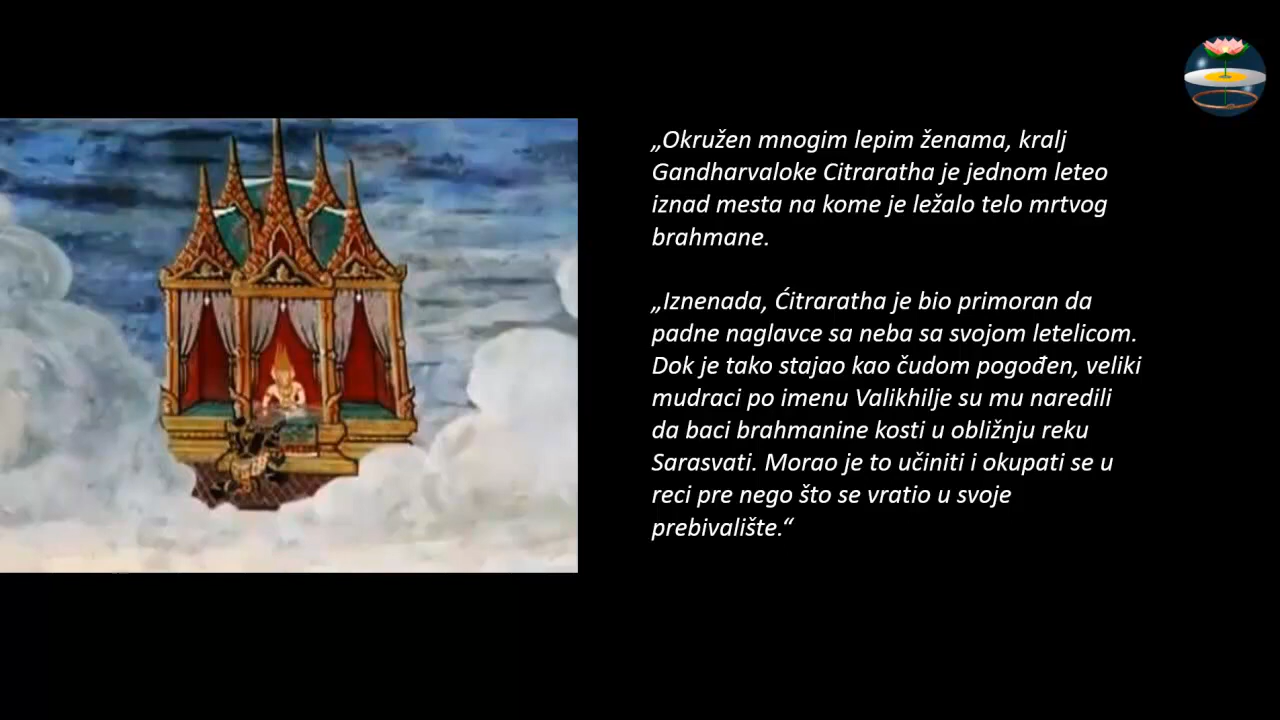 „Okružen mnogim lepim ženama, kralj
Gandharvaloke Citraratha je jednom leteo
iznad mesta na kome je ležalo telo mrtvog
brahmane.
„Iznenada, Ćitraratha je bio primoran da
padne naglavce sa neba sa svojom letelicom.
Dok je tako stajao kao čudom pogođen, veliki
mudraci po imenu Valikhilje su mu naredili
da baci brahmanine kosti u obližnju reku
Sarasvati. Morao je to učiniti i okupati se u
reci pre nego što se vratio u svoje
prebivalište.“